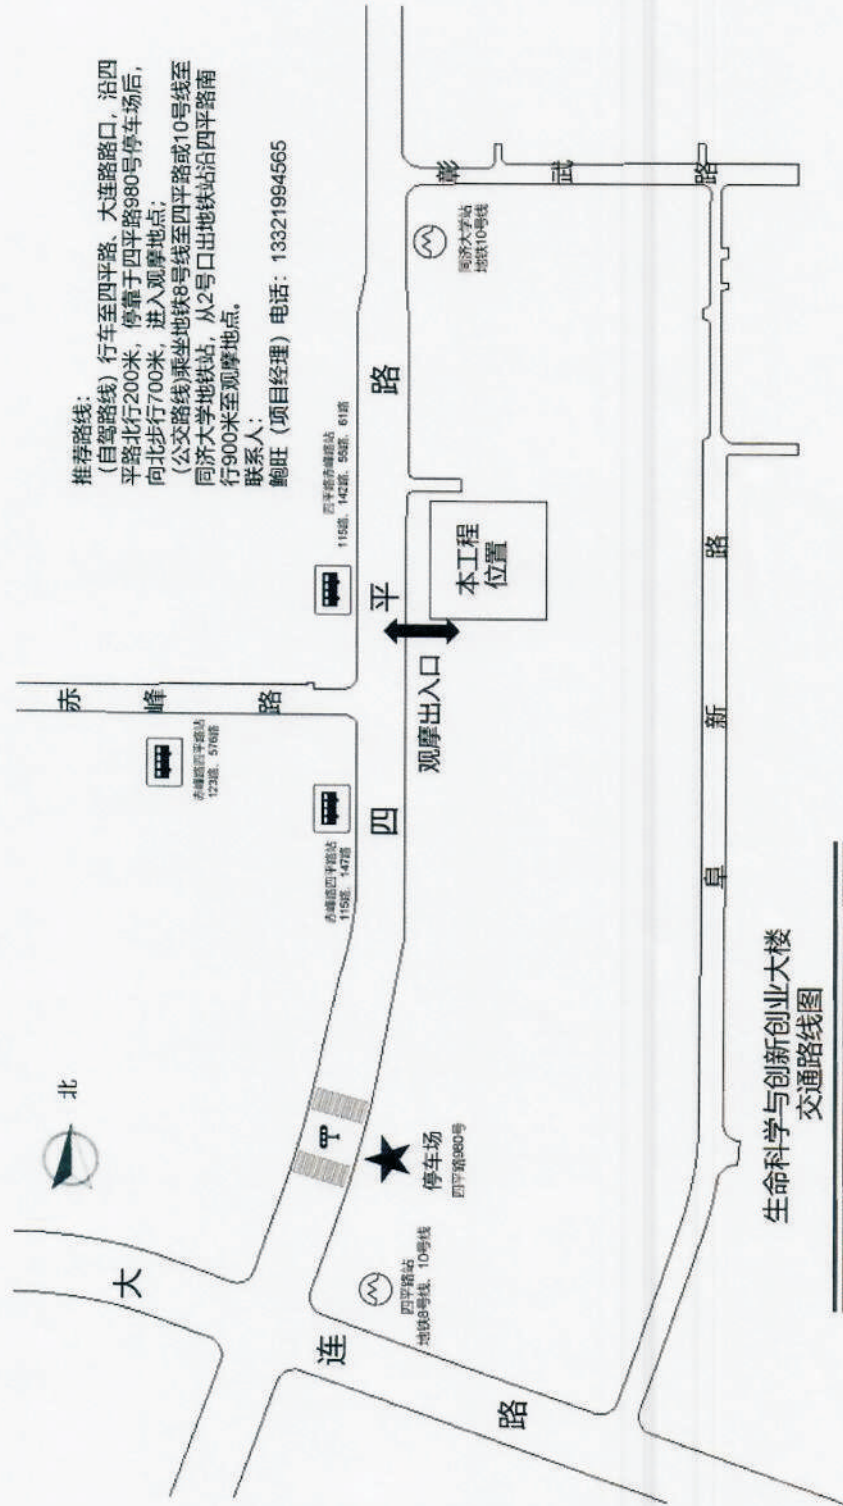 推荐路线：
（自驾路线）行车至四平路、大连路路口，沿四
平路北行200米，停靠于四平路980号停车场后，
向北步行700米，进入观摩地点；
（公交路线)乘坐地铁8号线至四平路或10号线至
同济大学地铁站，从2号口出地铁站沿四平路南
行900米至观摩地点。
联系人：
鲍旺（项目经理）电话：13321994565
北
大
连
路
赤
峰
路
赤峰路四平路站
123路、576路
赤峰路四平路站
115路、147路
四平路赤峰路站
115路、142路、55路、61路
四
平
路
彰
武
路
同济大学站
地铁10号线
本工程
位置
观摩出入口
停车场
四平路980号
四平路站
地铁8号线、10号线
阜
新
路
生命科学与创新创业大楼
交通路线图